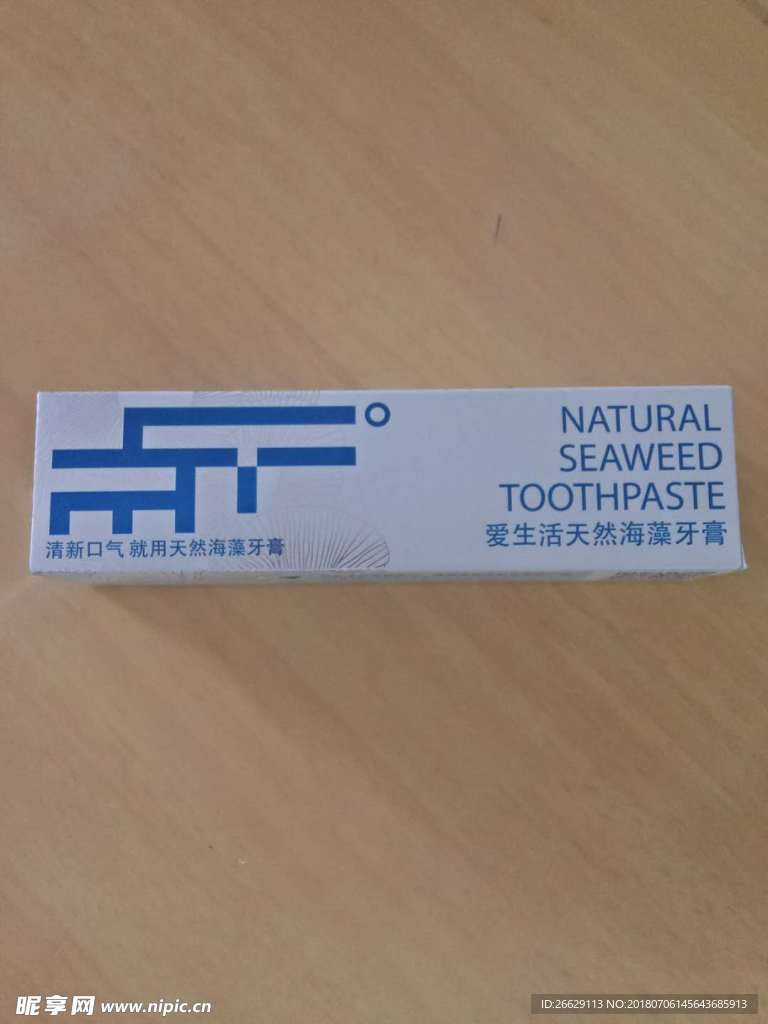 NATURAL
SEAWEED
TOOTHPASTE
爱生活天然海藻牙膏
清新口气 就用天然海藻牙膏
昵享网 www.nipic.cn
ID:26629113 NO:20180706145643685913